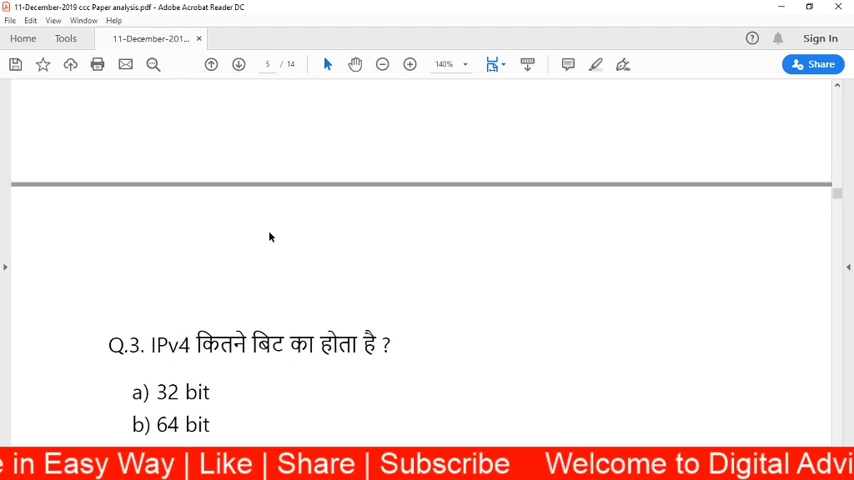 11-December-2019 ccc Paper analysis.pdf - Adobe Acrobat Reader DC
File Edit View Window Help
Home Tools 11-December-201... × Sign In
5 / 14 140% Share
Q.3. IPv4 कितने बिट का होता है ?
a) 32 bit
b) 64 bit
e in Easy Way | Like | Share | Subscribe Welcome to Digital Advi